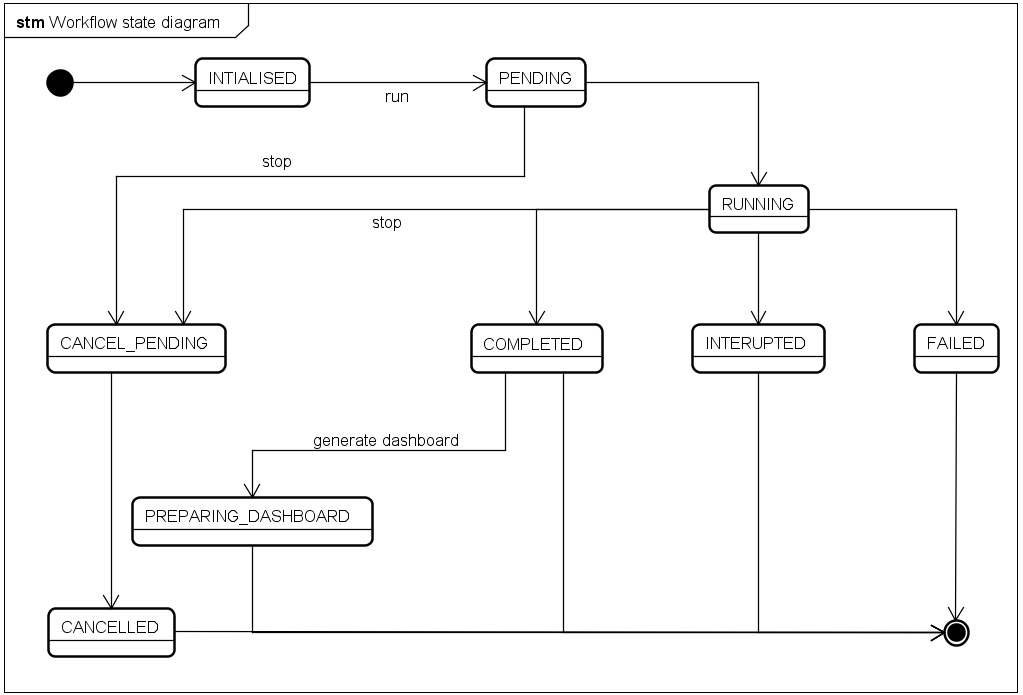 stm Workflow state diagram
INTIALISED
PENDING
run
stop
RUNNING
stop
CANCEL_PENDING
COMPLETED
INTERUPTED
FAILED
generate dashboard
PREPARING_DASHBOARD
CANCELLED